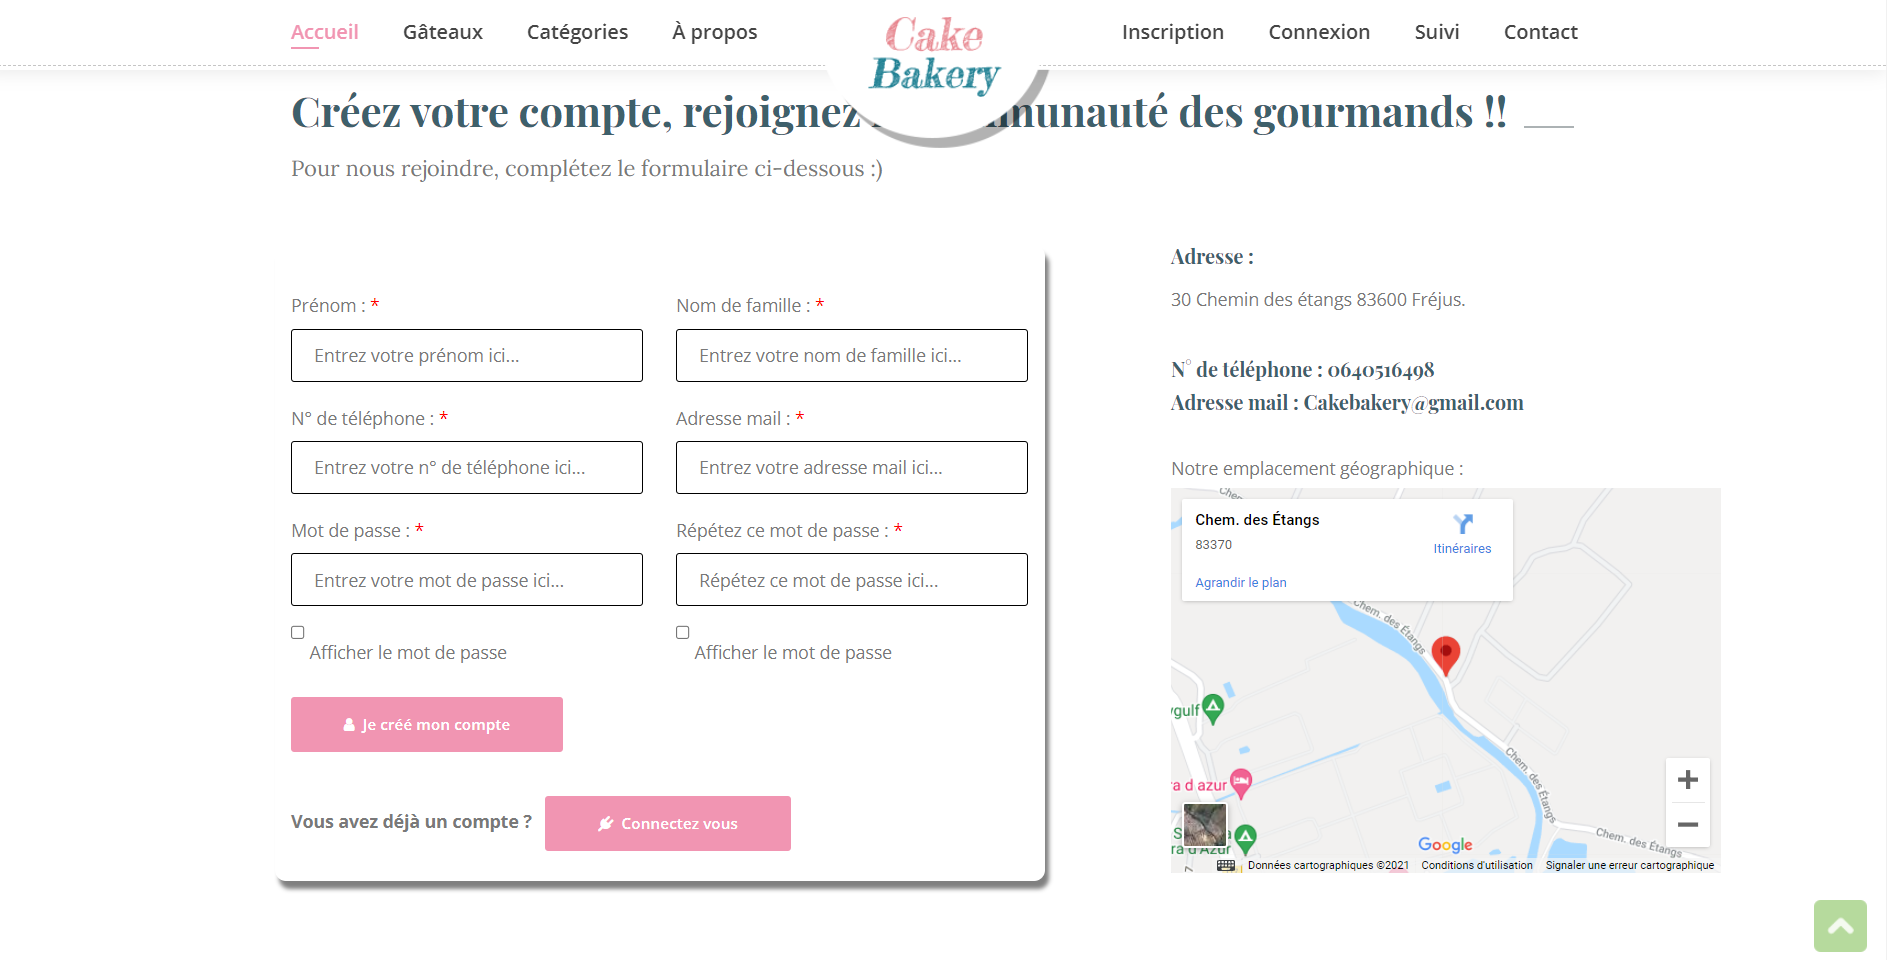 Accueil Gâteaux Catégories À propos Cake Bakery Inscription Connexion Suivi Contact
Créez votre compte, rejoignez mmunauté des gourmands !!
Pour nous rejoindre, complétez le formulaire ci-dessous :)
Prénom : * Nom de famille : *
Entrez votre prénom ici... Entrez votre nom de famille ici...
N° de téléphone : * Adresse mail : *
Entrez votre n° de téléphone ici... Entrez votre adresse mail ici...
Mot de passe : * Répétez ce mot de passe : *
Entrez votre mot de passe ici... Répétez ce mot de passe ici...
Afficher le mot de passe Afficher le mot de passe
Je créé mon compte
Vous avez déjà un compte ? Connectez vous
Adresse :
30 Chemin des étangs 83600 Fréjus.
N° de téléphone : 0640516498
Adresse mail : Cakebakery@gmail.com
Notre emplacement géographique :
Chem. des Étangs
83370
Itinéraires
Agrandir le plan
Chem. des Étangs
ygulf
Chem. des Étangs
a d'azur
Chem. des Étangs
ra d'Azur
Google
Données cartographiques ©2021 Conditions d'utilisation Signaler une erreur cartographique